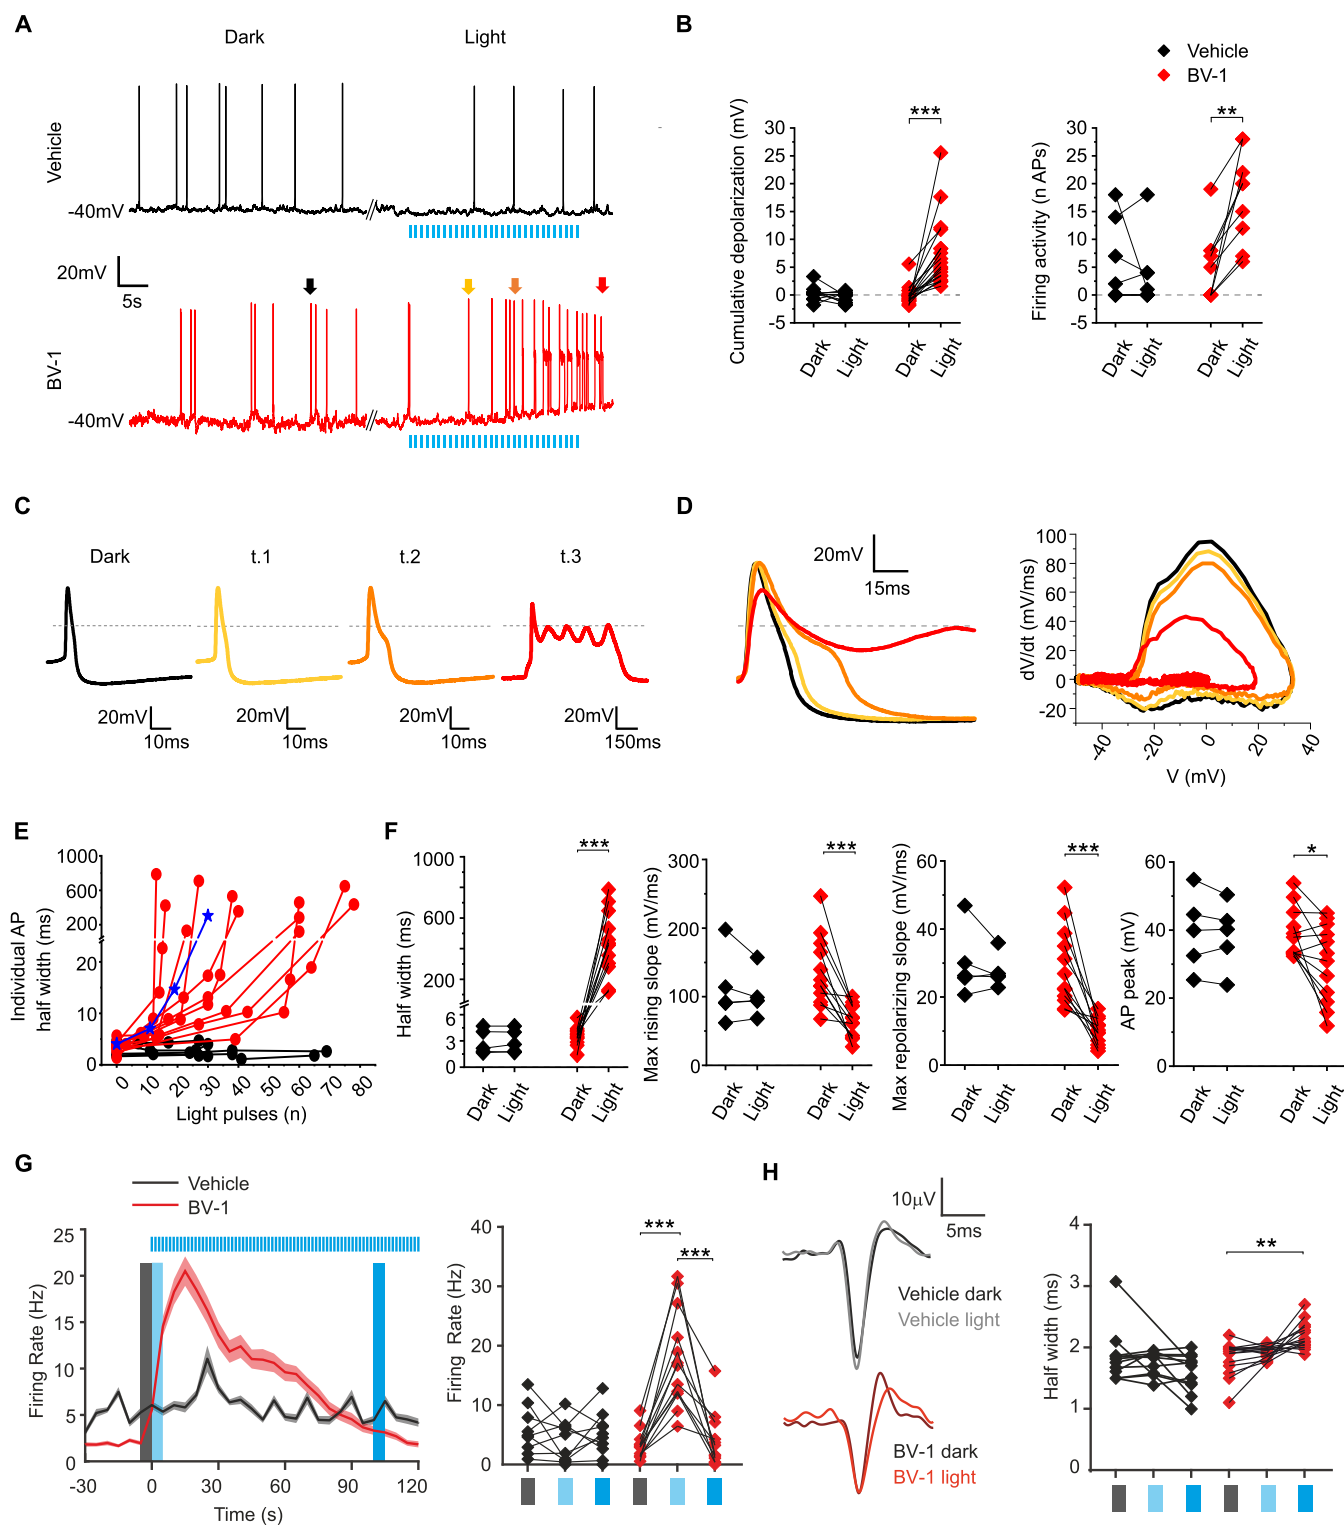 A
Dark
Light
Vehicle
-40mV
20mV
5s
BV-1
-40mV
B
Vehicle
BV-1
Cumulative depolarization (mV)
30
25
20
15
10
5
0
-5
***
Dark
Light
Dark
Light
Firing activity (n APs)
30
25
20
15
10
5
0
-5
**
Dark
Light
Dark
Light
C
Dark
t.1
t.2
t.3
20mV
10ms
20mV
10ms
20mV
10ms
20mV
150ms
D
20mV
15ms
dV/dt (mV/ms)
100
80
60
40
20
0
-20
-40
-20
0
20
40
V (mV)
E
Individual AP
half width (ms)
1000
600
200
20
10
0
0
10
20
30
40
50
60
70
80
Light pulses (n)
F
Half width (ms)
1000
600
200
6
3
0
***
Dark
Light
Dark
Light
Max rising slope (mV/ms)
300
200
100
0
***
Dark
Light
Dark
Light
Max repolarizing slope (mV/ms)
60
40
20
0
***
Dark
Light
Dark
Light
AP peak (mV)
60
40
20
0
*
Dark
Light
Dark
Light
G
Vehicle
BV-1
Firing Rate (Hz)
25
20
15
10
5
0
-30
0
30
60
90
120
Time (s)
Firing Rate (Hz)
40
30
20
10
0
***
***
H
10µV
5ms
Vehicle dark
Vehicle light
BV-1 dark
BV-1 light
Half width (ms)
4
3
2
1
0
**